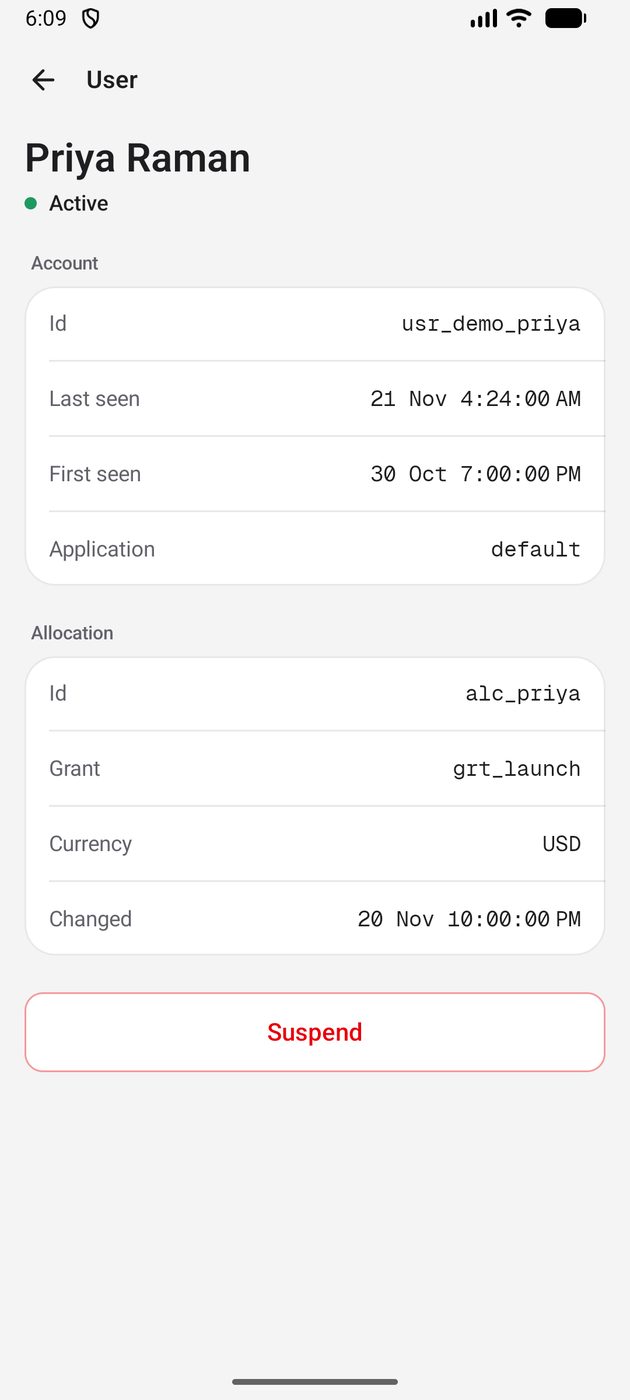 6:09
User
Priya Raman
Active
Account
Id usr_demo_priya
Last seen 21 Nov 4:24:00 AM
First seen 30 Oct 7:00:00 PM
Application default
Allocation
Id alc_priya
Grant grt_launch
Currency USD
Changed 20 Nov 10:00:00 PM
Suspend